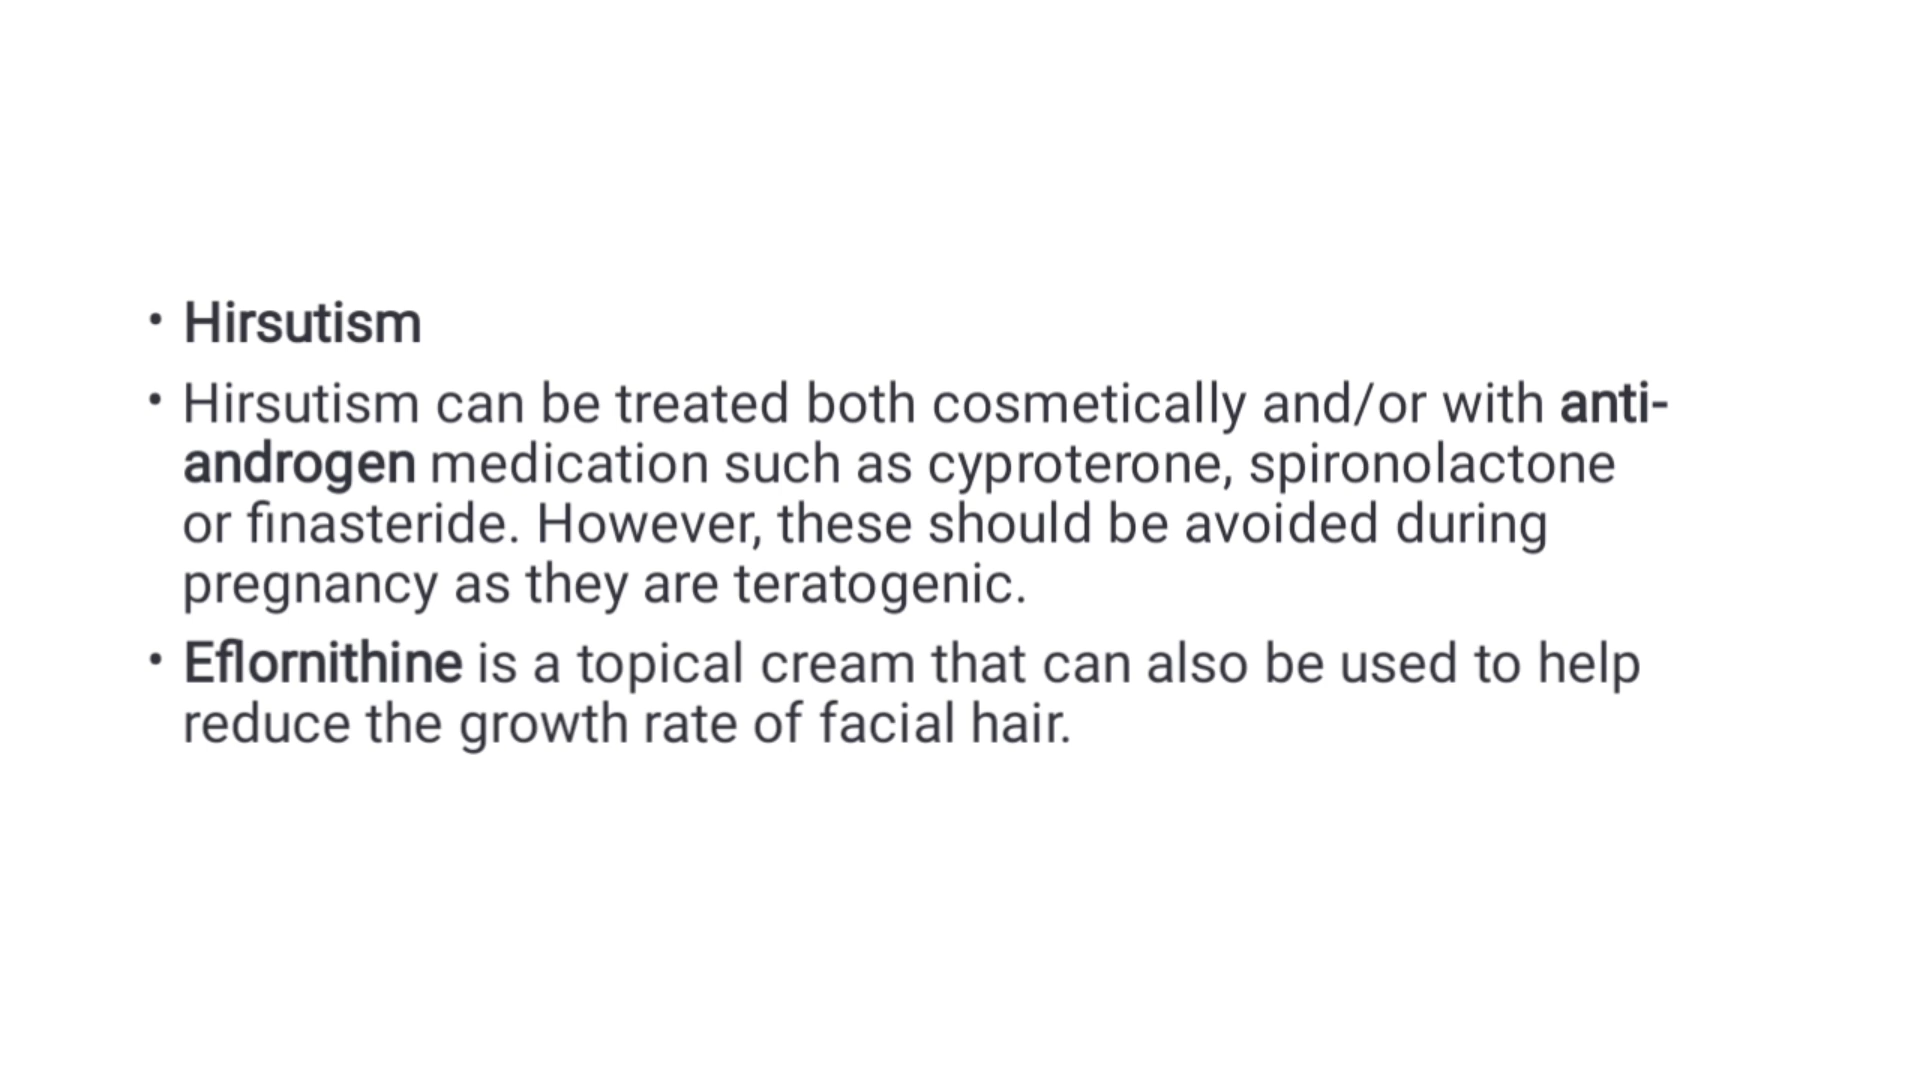 • Hirsutism
• Hirsutism can be treated both cosmetically and/or with anti-
androgen medication such as cyproterone, spironolactone
or finasteride. However, these should be avoided during
pregnancy as they are teratogenic.
• Eflornithine is a topical cream that can also be used to help
reduce the growth rate of facial hair.